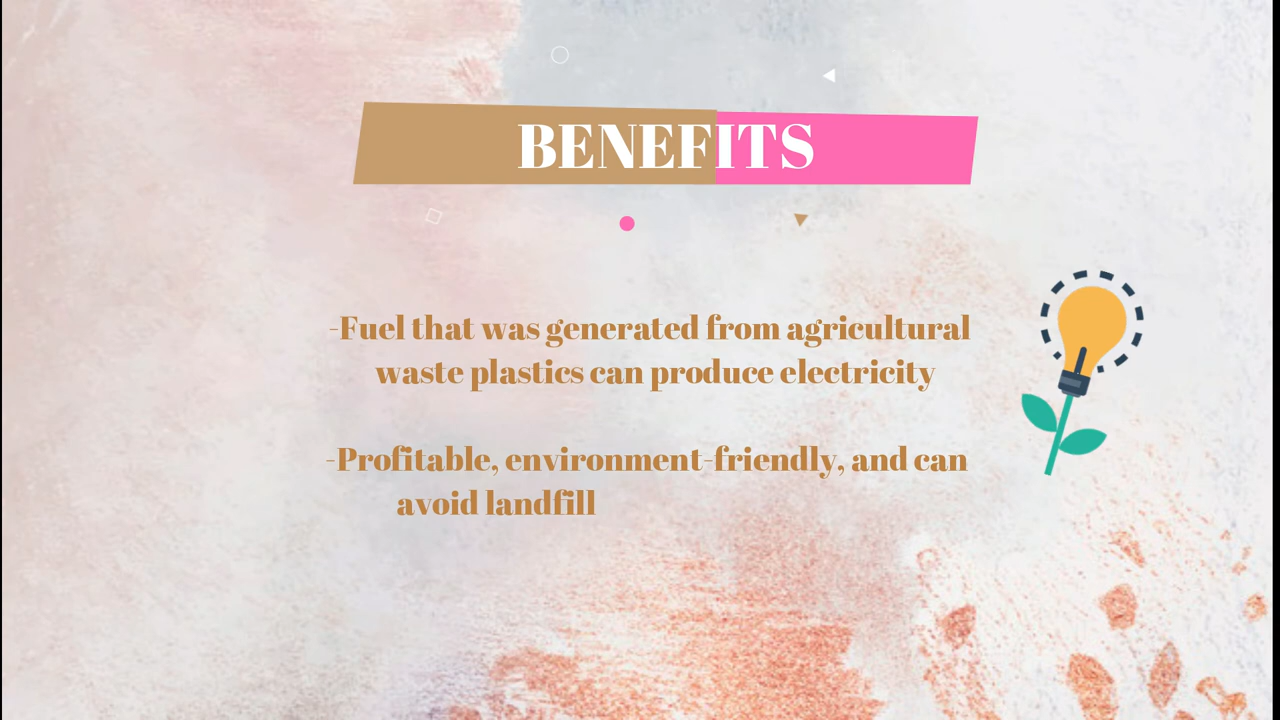 BENEFITS
-Fuel that was generated from agricultural
waste plastics can produce electricity
-Profitable, environment-friendly, and can
avoid landfill